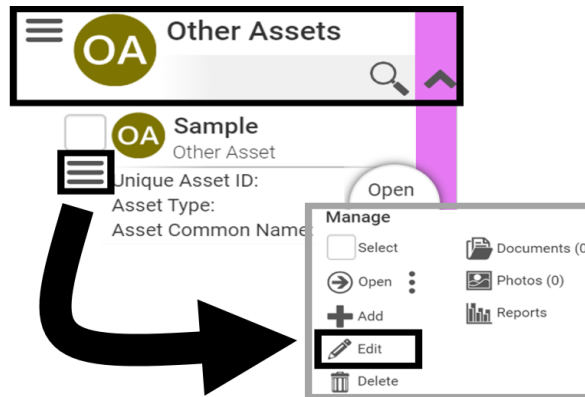 OA Other Assets
OA Sample
Other Asset
Unique Asset ID:
Asset Type:
Asset Common Name:
Open
Manage
Select
Open
Add
Edit
Delete
Documents (0
Photos (0)
Reports